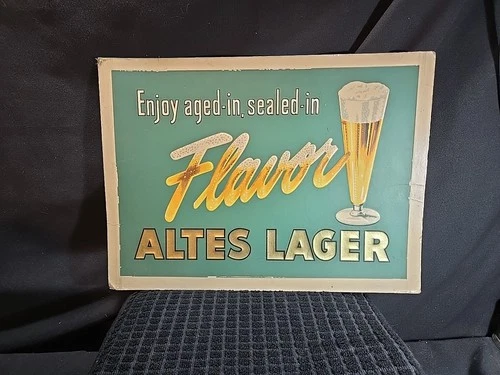 Enjoy aged-in, sealed-in
Flavor
ALTES LAGER